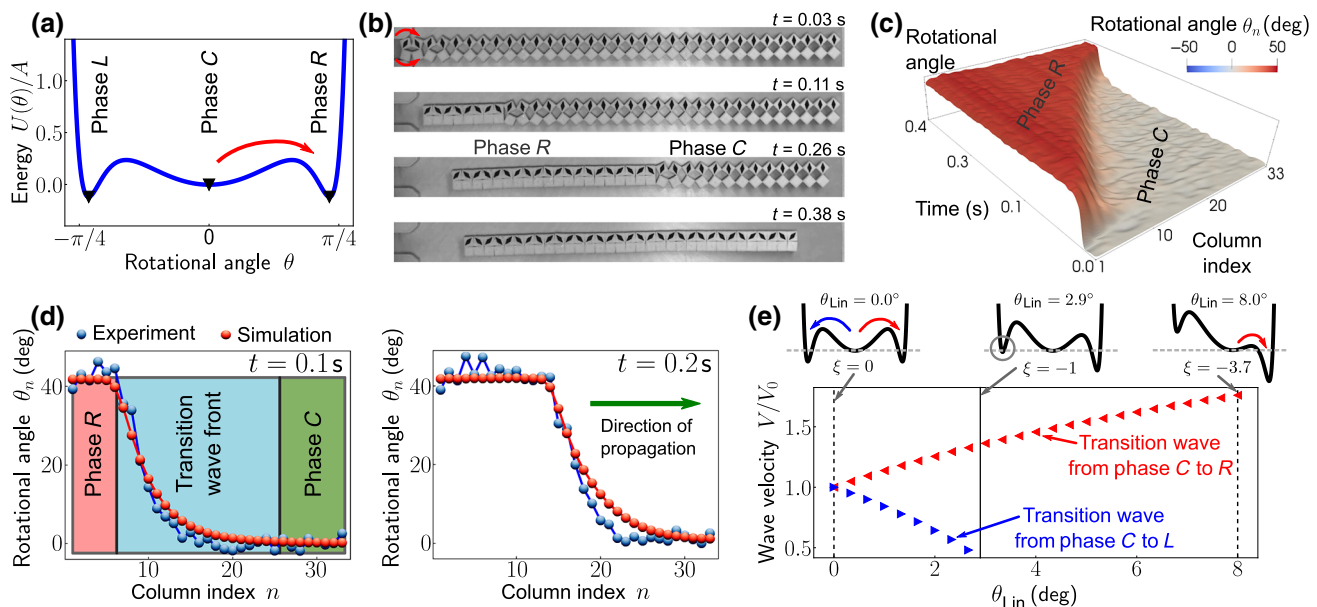 (a)
Energy U(θ)/A
1.0
0.5
0.0
Phase L
Phase C
Phase R
−π/4
0
π/4
Rotational angle θ
(b)
t = 0.03 s
t = 0.11 s
t = 0.26 s
Phase R
Phase C
t = 0.38 s
(c)
Rotational angle θn (deg)
−50
0
50
Rotational
angle
Phase R
Phase C
0.4
0.3
0.1
0.0
Time (s)
1
10
20
33
Column
index
(d)
Experiment
Simulation
Rotational angle θn (deg)
40
20
0
t = 0.1 s
Phase R
Transition
wave front
Phase C
10
20
30
Column index n
Rotational angle θn (deg)
40
20
0
t = 0.2 s
Direction of
propagation
10
20
30
Column index n
(e)
θLin = 0.0°
θLin = 2.9°
θLin = 8.0°
ξ = 0
ξ = −1
ξ = −3.7
Wave velocity V/V0
1.5
1.0
0.5
Transition wave
from phase C to R
Transition wave
from phase C to L
0
2
4
6
8
θLin (deg)